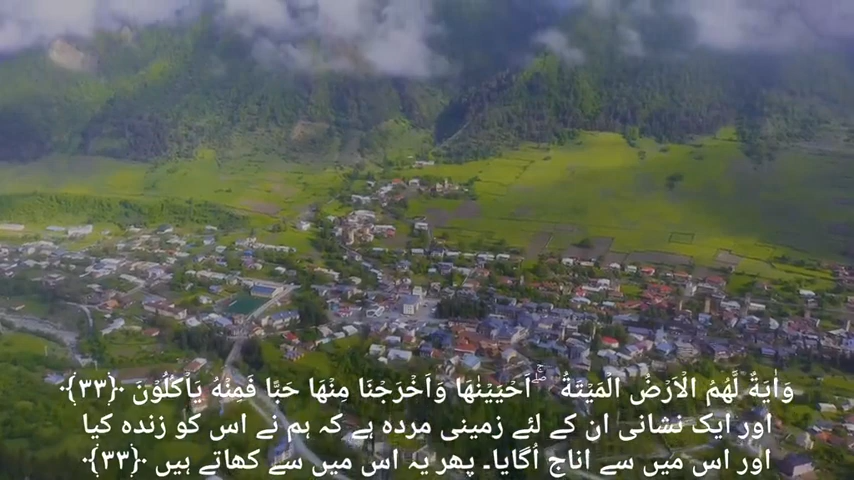 وَاٰيَةٌ لَّهُمُ الْاَرْضُ الْمَيْتَةُ ۖۚ اَحْيَيْنٰهَا وَاَخْرَجْنَا مِنْهَا حَبًّا فَمِنْهُ يَاْكُلُوْنَ ﴿٣٣﴾
اور ایک نشانی ان کے لئے زمینی مردہ ہے کہ ہم نے اس کو زندہ کیا
اور اس میں سے اناج اُگایا۔ پھر یہ اس میں سے کھاتے ہیں ﴿٣٣﴾